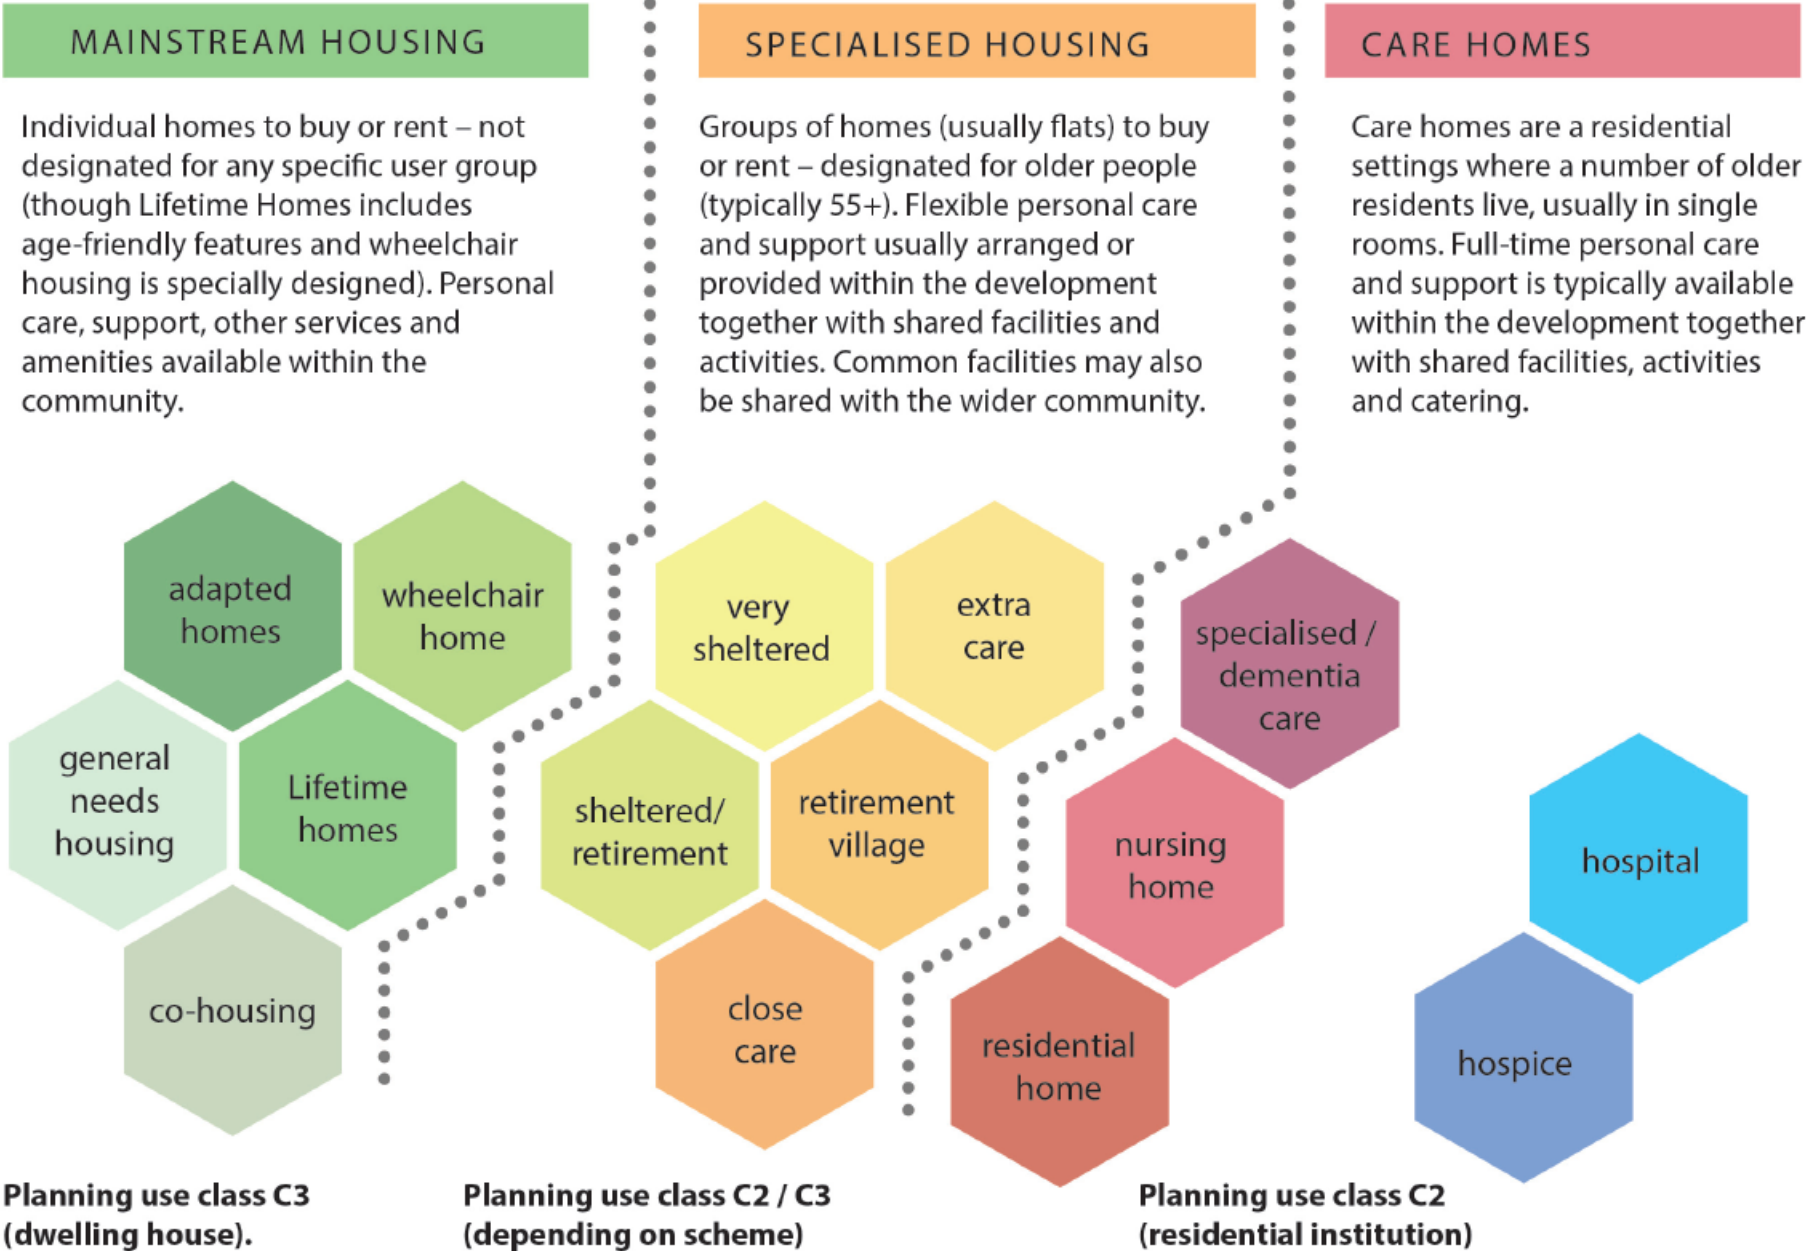 MAINSTREAM HOUSING
Individual homes to buy or rent – not
designated for any specific user group
(though Lifetime Homes includes
age-friendly features and wheelchair
housing is specially designed). Personal
care, support, other services and
amenities available within the
community.
SPECIALISED HOUSING
Groups of homes (usually flats) to buy
or rent – designated for older people
(typically 55+). Flexible personal care
and support usually arranged or
provided within the development
together with shared facilities and
activities. Common facilities may also
be shared with the wider community.
CARE HOMES
Care homes are a residential
settings where a number of older
residents live, usually in single
rooms. Full-time personal care
and support is typically available
within the development together
with shared facilities, activities
and catering.
adapted
homes
wheelchair
home
general
needs
housing
Lifetime
homes
co-housing
very
sheltered
extra
care
sheltered/
retirement
retirement
village
close
care
specialised /
dementia
care
nursing
home
residential
home
hospital
hospice
Planning use class C3
(dwelling house).
Planning use class C2 / C3
(depending on scheme)
Planning use class C2
(residential institution)